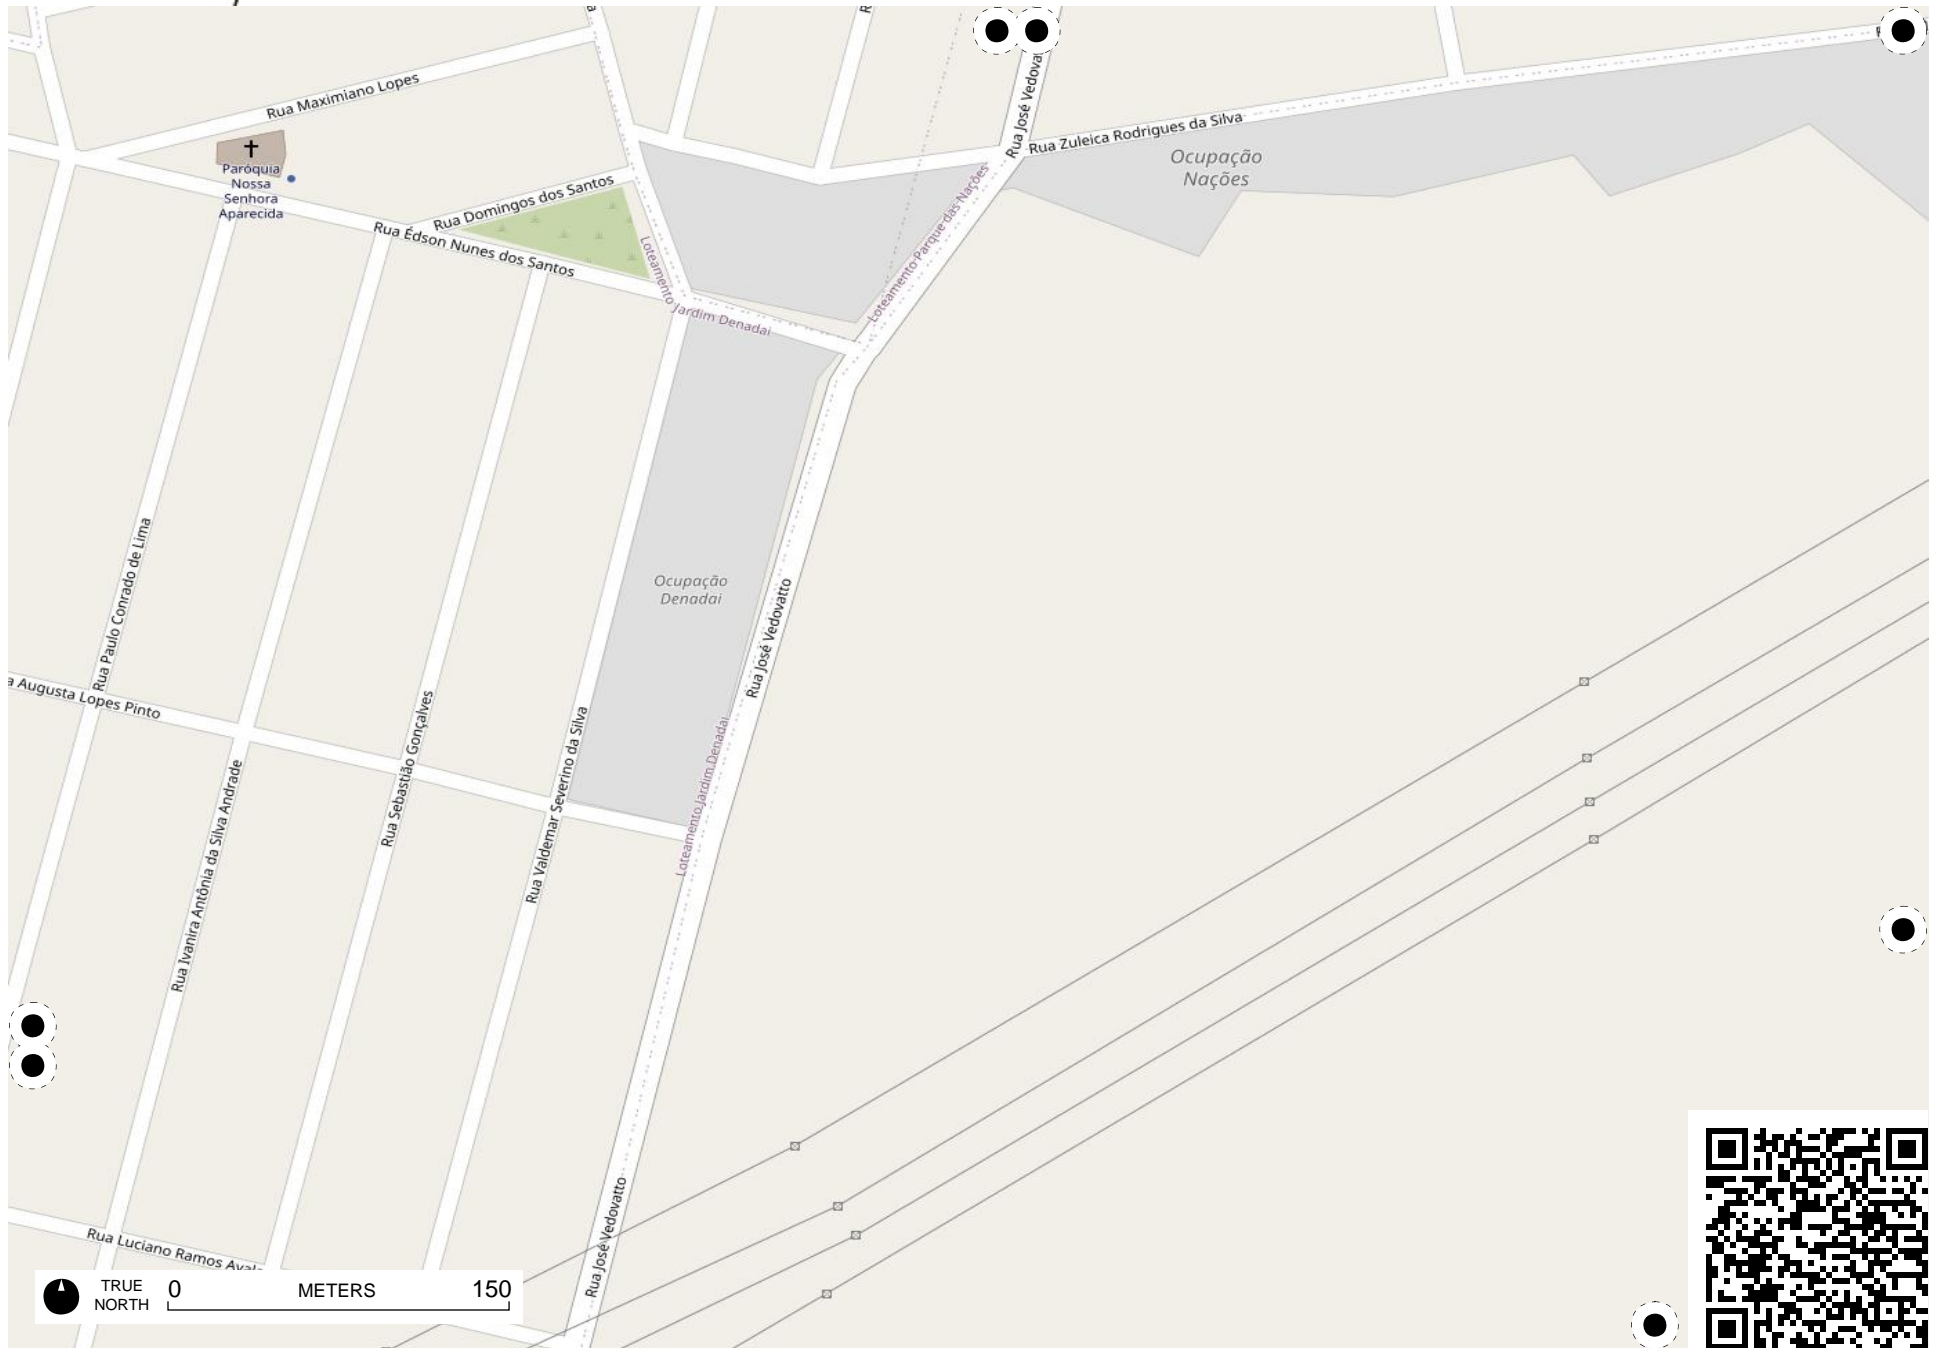 Rua José Vedova
Rua Maximiano Lopes
Rua Zuleica Rodrigues da Silva
Ocupação
Nações
Paróquia
Nossa
Senhora
Aparecida
Rua Domingos dos Santos
Rua Édson Nunes dos Santos
Loteamento Parque das Nações
Loteamento Jardim Denadai
Rua Paulo Conrado de Lima
Ocupação
Denadai
Rua José Vedovatto
a Augusta Lopes Pinto
Rua Sebastião Gonçalves
Rua Valdemar Severino da Silva
Loteamento Jardim Denadai
Rua Ivanira Antônia da Silva Andrade
Rua José Vedovatto
Rua Luciano Ramos Ayala
TRUE
NORTH
0 METERS 150